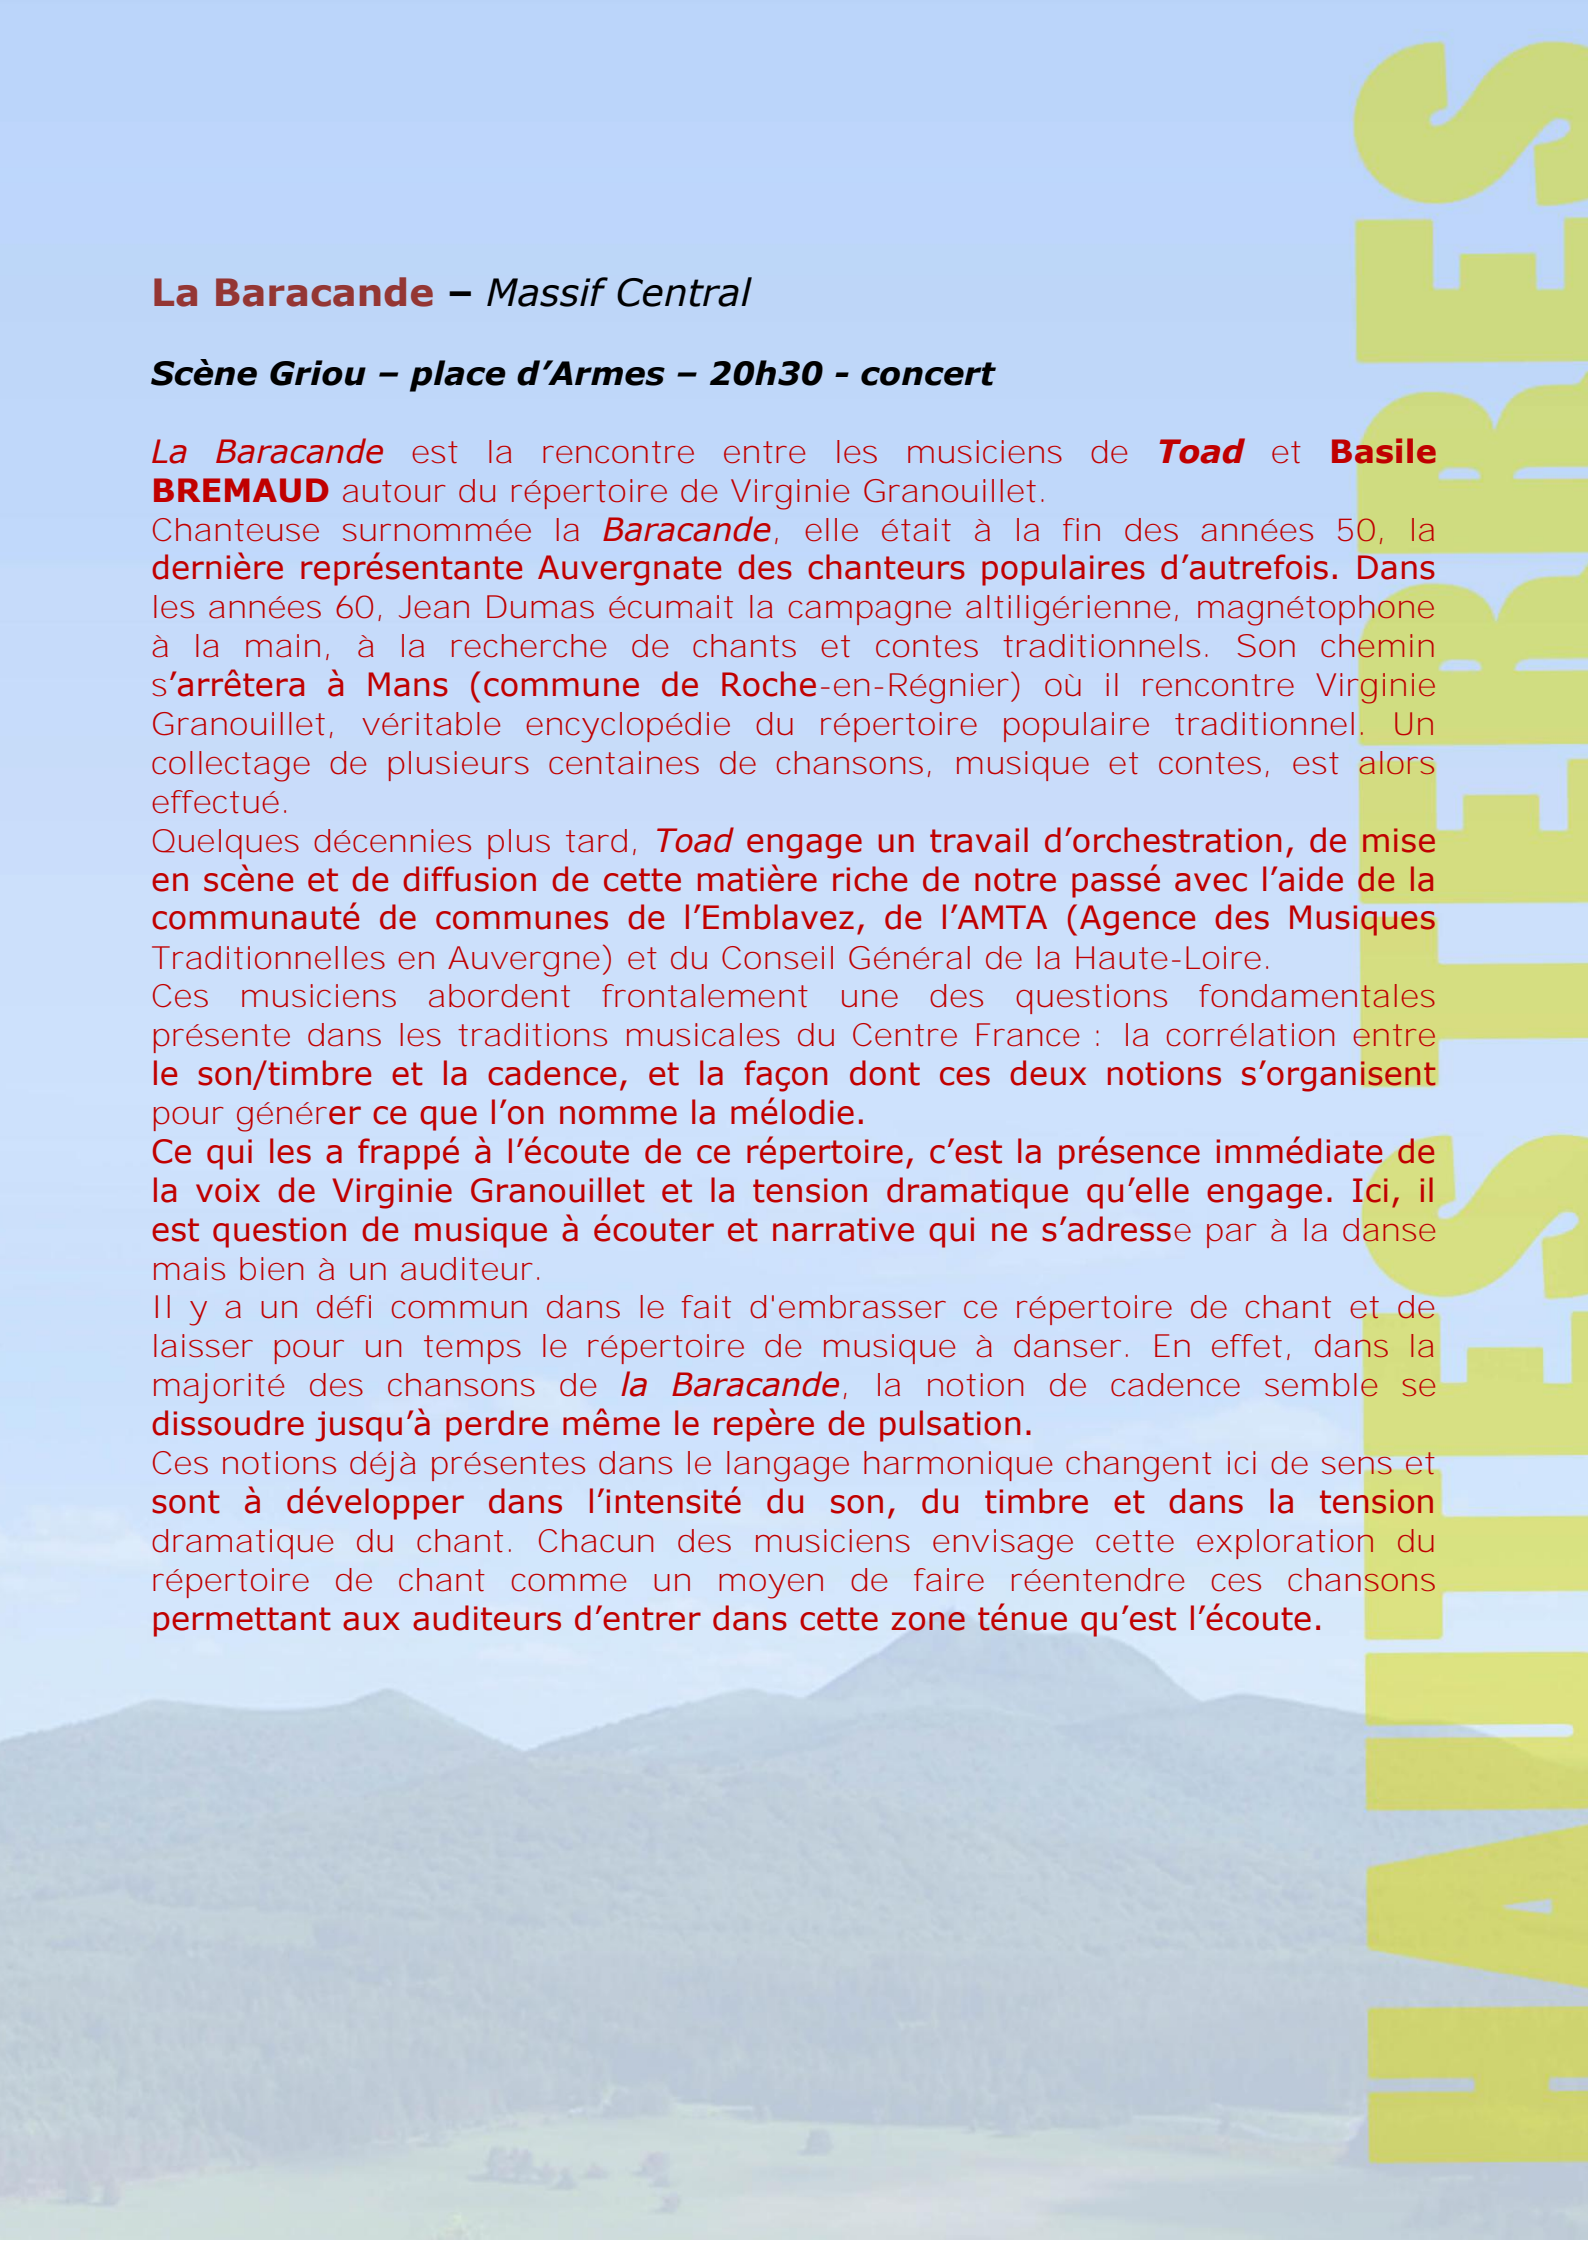 La Baracande – Massif Central
Scène Griou – place d’Armes – 20h30 - concert
La Baracande est la rencontre entre les musiciens de Toad et Basile
BREMAUD autour du répertoire de Virginie Granouillet.
Chanteuse surnommée la Baracande, elle était à la fin des années 50, la
dernière représentante Auvergnate des chanteurs populaires d’autrefois. Dans
les années 60, Jean Dumas écumait la campagne altiligérienne, magnétophone
à la main, à la recherche de chants et contes traditionnels. Son chemin
s’arrêtera à Mans (commune de Roche-en-Régnier) où il rencontre Virginie
Granouillet, véritable encyclopédie du répertoire populaire traditionnel. Un
collectage de plusieurs centaines de chansons, musique et contes, est alors
effectué.
Quelques décennies plus tard, Toad engage un travail d’orchestration, de mise
en scène et de diffusion de cette matière riche de notre passé avec l’aide de la
communauté de communes de l’Emblavez, de l’AMTA (Agence des Musiques
Traditionnelles en Auvergne) et du Conseil Général de la Haute-Loire.
Ces musiciens abordent frontalement une des questions fondamentales
présente dans les traditions musicales du Centre France : la corrélation entre
le son/timbre et la cadence, et la façon dont ces deux notions s’organisent
pour générer ce que l’on nomme la mélodie.
Ce qui les a frappé à l’écoute de ce répertoire, c’est la présence immédiate de
la voix de Virginie Granouillet et la tension dramatique qu’elle engage. Ici, il
est question de musique à écouter et narrative qui ne s’adresse par à la danse
mais bien à un auditeur.
Il y a un défi commun dans le fait d'embrasser ce répertoire de chant et de
laisser pour un temps le répertoire de musique à danser. En effet, dans la
majorité des chansons de la Baracande, la notion de cadence semble se
dissoudre jusqu’à perdre même le repère de pulsation.
Ces notions déjà présentes dans le langage harmonique changent ici de sens et
sont à développer dans l’intensité du son, du timbre et dans la tension
dramatique du chant. Chacun des musiciens envisage cette exploration du
répertoire de chant comme un moyen de faire réentendre ces chansons
permettant aux auditeurs d’entrer dans cette zone ténue qu’est l’écoute.
HAUTES TERRES